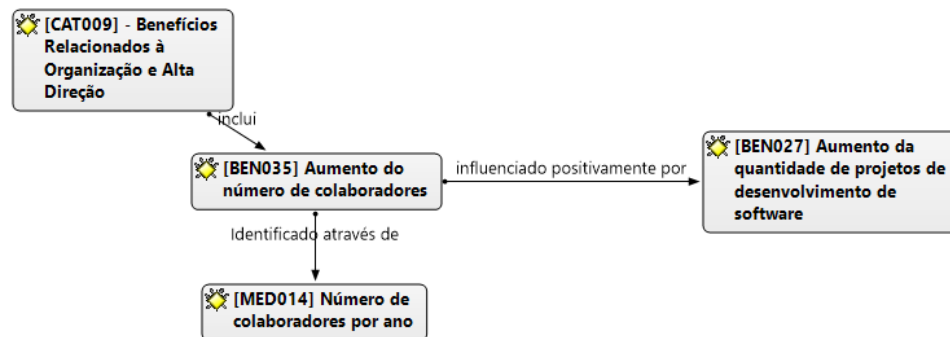 [CAT009] - Benefícios
Relacionados à
Organização e Alta
Direção
inclui
[BEN035] Aumento do
número de colaboradores
influenciado positivamente por
[BEN027] Aumento da
quantidade de projetos de
desenvolvimento de
software
Identificado através de
[MED014] Número de
colaboradores por ano